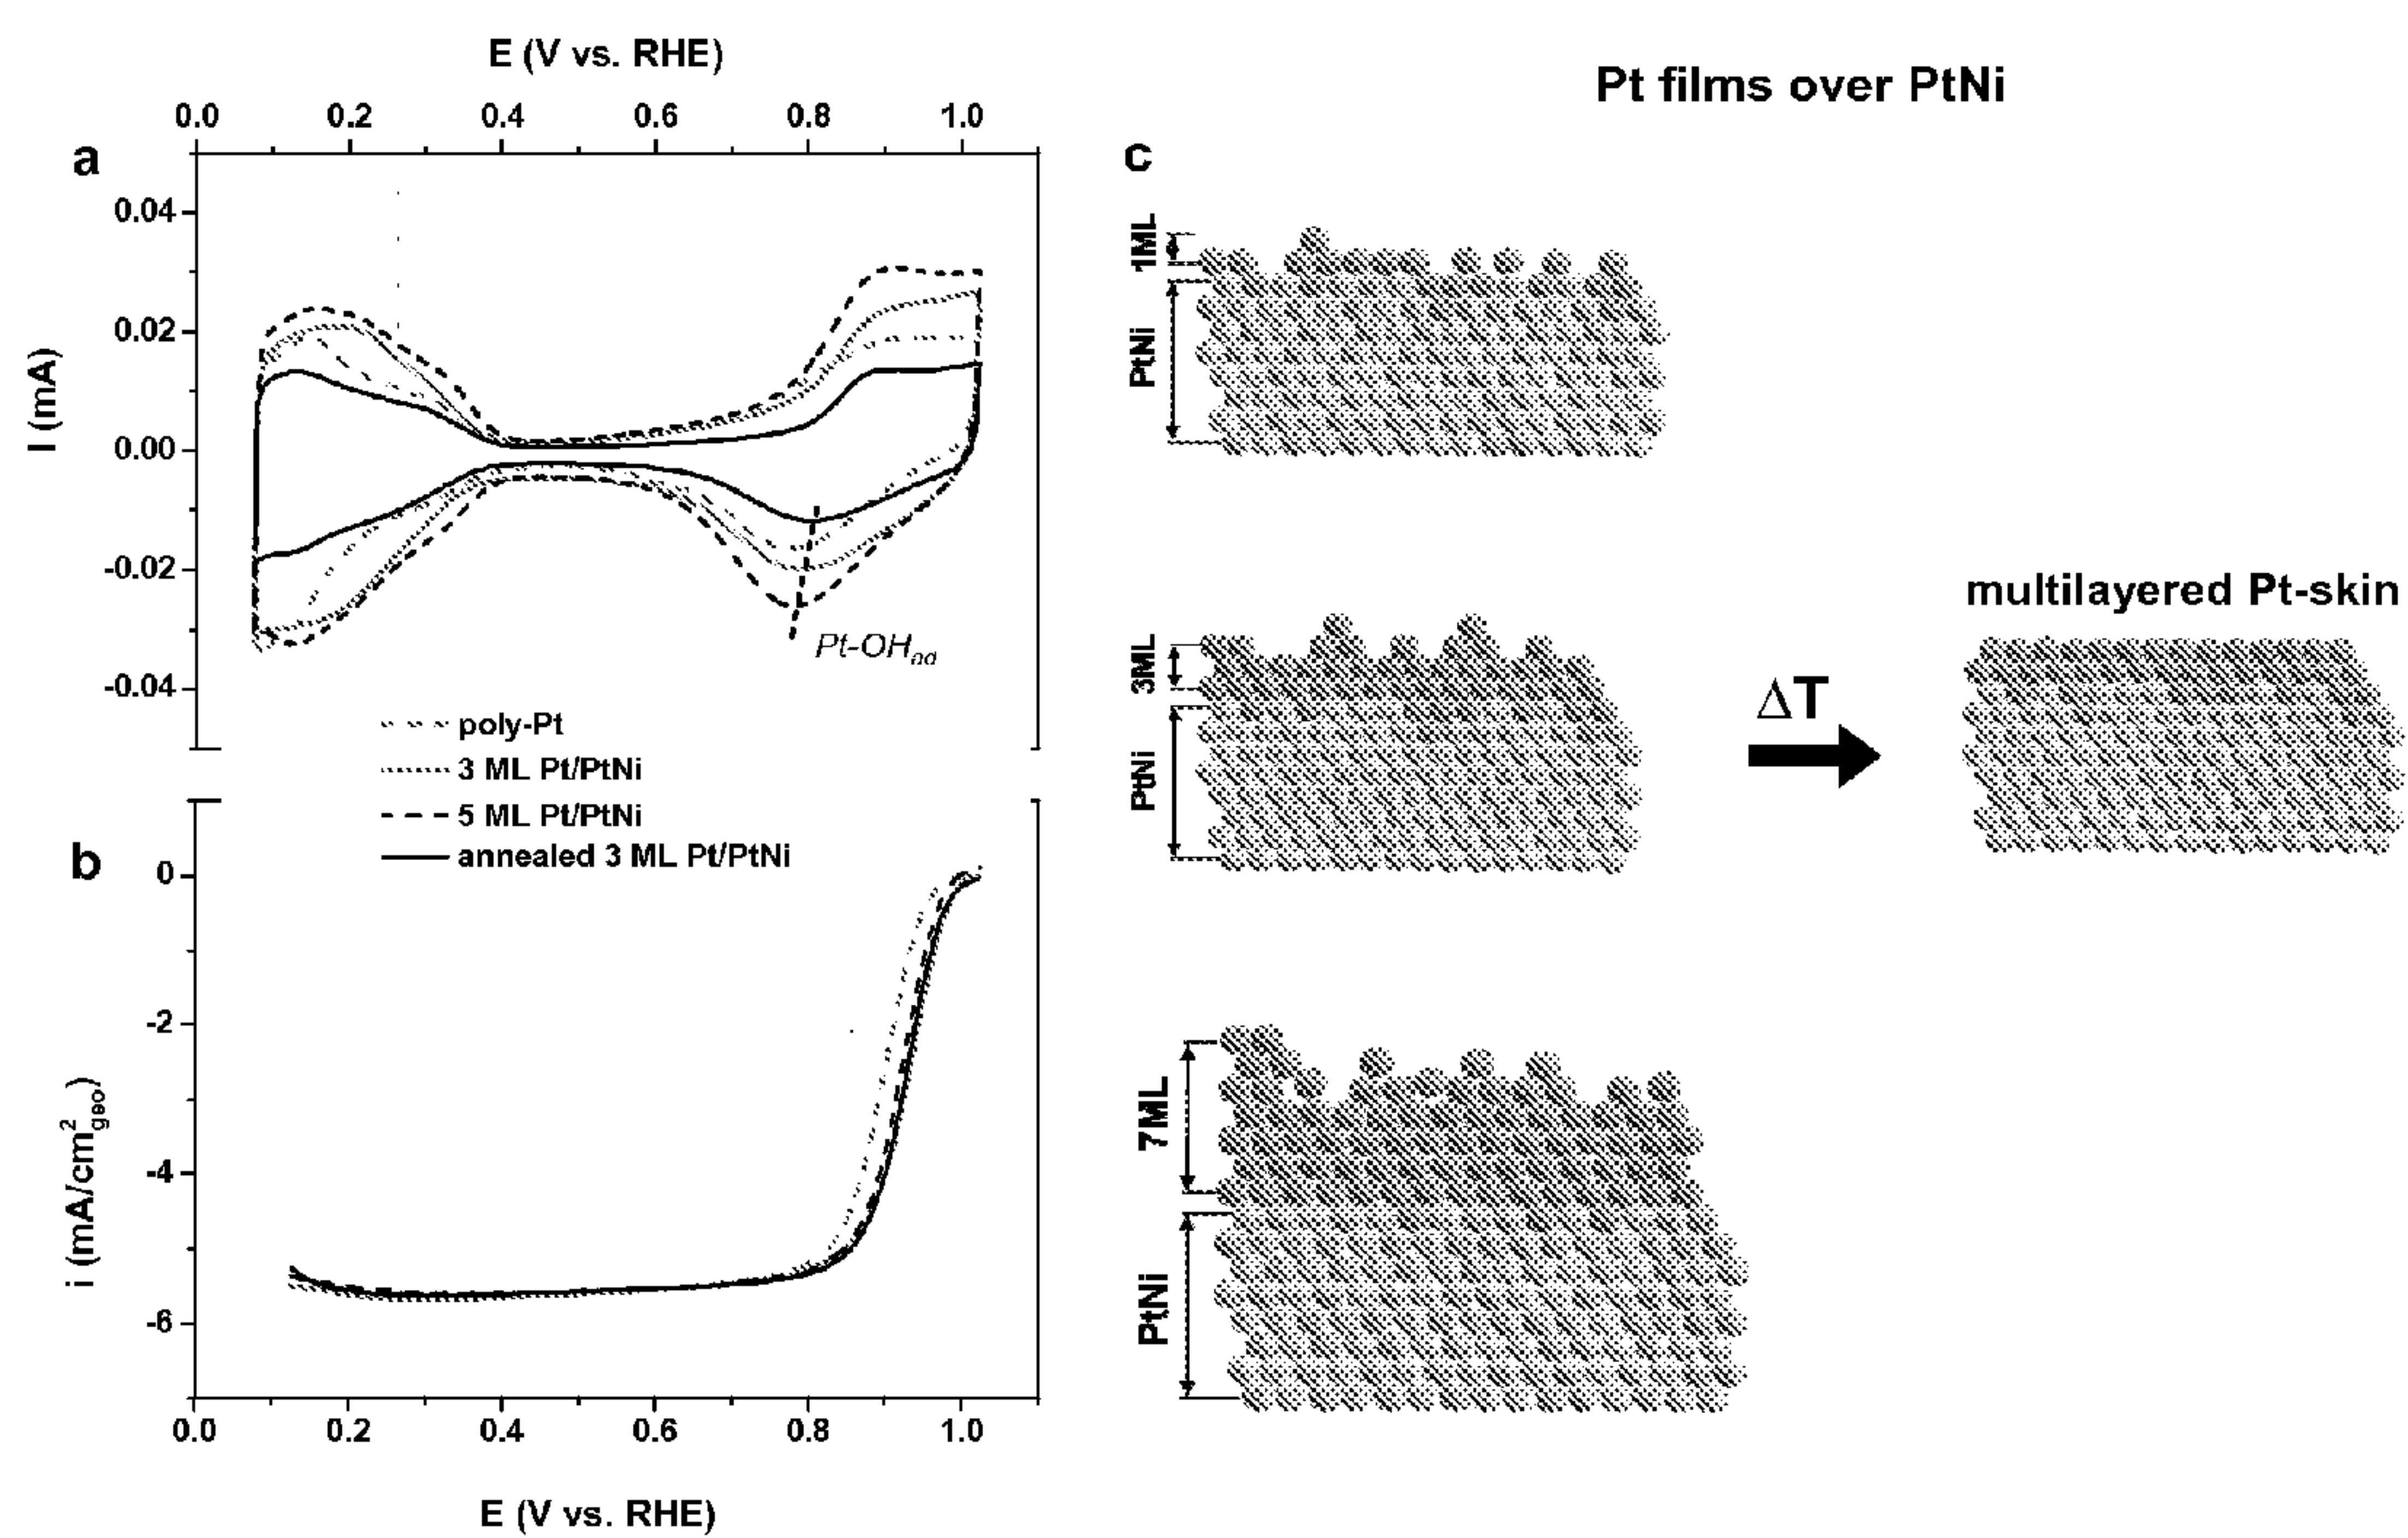 E (V vs. RHE)
0.0 0.2 0.4 0.6 0.8 1.0
a
I (mA)
0.04
0.02
0.00
-0.02
-0.04
Pt-OHad
poly-Pt
3 ML Pt/PtNi
5 ML Pt/PtNi
annealed 3 ML Pt/PtNi
b
i (mA/cm²geo)
0
-2
-4
-6
0.0 0.2 0.4 0.6 0.8 1.0
E (V vs. RHE)
Pt films over PtNi
c
1ML
PtNi
3ML
PtNi
ΔT
multilayered Pt-skin
7ML
PtNi